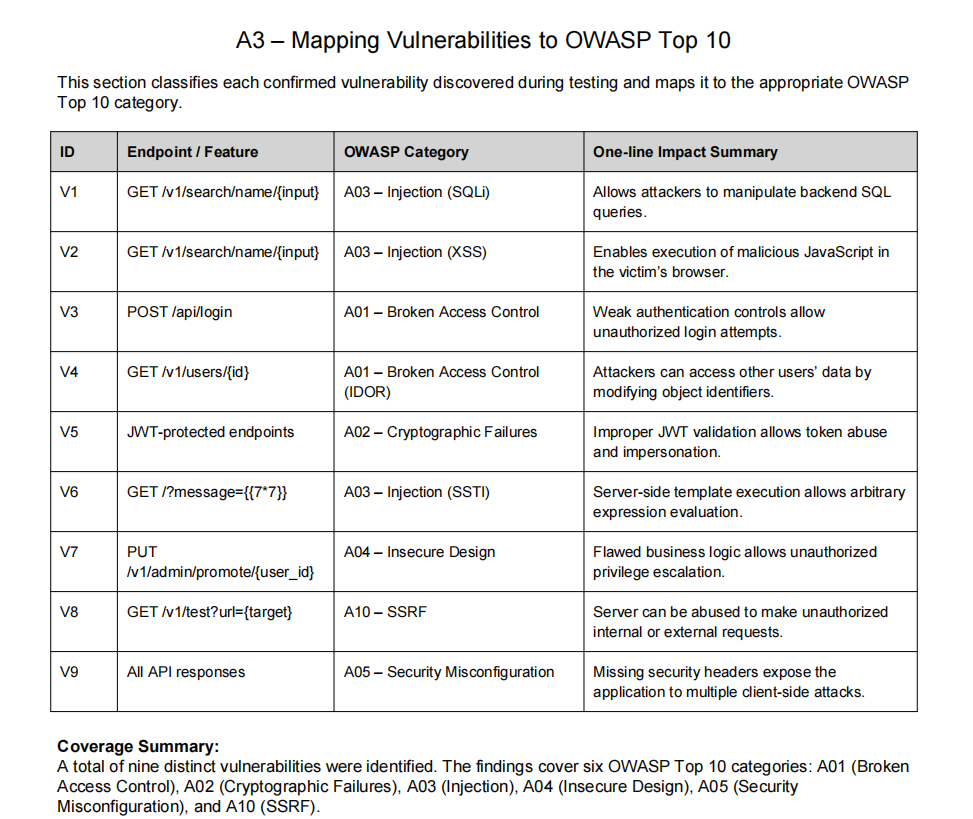 A3 – Mapping Vulnerabilities to OWASP Top 10
This section classifies each confirmed vulnerability discovered during testing and maps it to the appropriate OWASP
Top 10 category.
ID Endpoint / Feature OWASP Category One-line Impact Summary
V1 GET /v1/search/name/{input} A03 – Injection (SQLi) Allows attackers to manipulate backend SQL
queries.
V2 GET /v1/search/name/{input} A03 – Injection (XSS) Enables execution of malicious JavaScript in
the victim’s browser.
V3 POST /api/login A01 – Broken Access Control Weak authentication controls allow
unauthorized login attempts.
V4 GET /v1/users/{id} A01 – Broken Access Control Attackers can access other users’ data by
(IDOR) modifying object identifiers.
V5 JWT-protected endpoints A02 – Cryptographic Failures Improper JWT validation allows token abuse
and impersonation.
V6 GET /?message={{7*7}} A03 – Injection (SSTI) Server-side template execution allows arbitrary
expression evaluation.
V7 PUT A04 – Insecure Design Flawed business logic allows unauthorized
/v1/admin/promote/{user_id} privilege escalation.
V8 GET /v1/test?url={target} A10 – SSRF Server can be abused to make unauthorized
internal or external requests.
V9 All API responses A05 – Security Misconfiguration Missing security headers expose the
application to multiple client-side attacks.
Coverage Summary:
A total of nine distinct vulnerabilities were identified. The findings cover six OWASP Top 10 categories: A01 (Broken
Access Control), A02 (Cryptographic Failures), A03 (Injection), A04 (Insecure Design), A05 (Security
Misconfiguration), and A10 (SSRF).